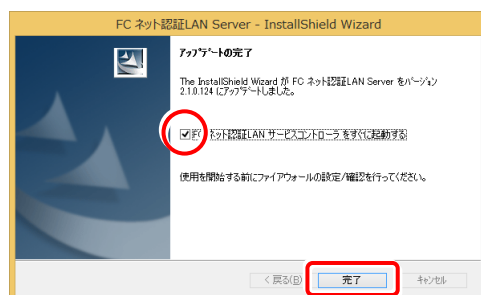 FC ネット認証LAN Server - InstallShield Wizard
アップデートの完了
The InstallShield Wizard が FC ネット認証LAN Server をバージョン
2.1.0.124 にアップデートしました。
FC ネット認証LAN サービスコントローラ をすぐに起動する
使用を開始する前にファイアウォールの設定/確認を行ってください。
< 戻る(B)
完了
キャンセル